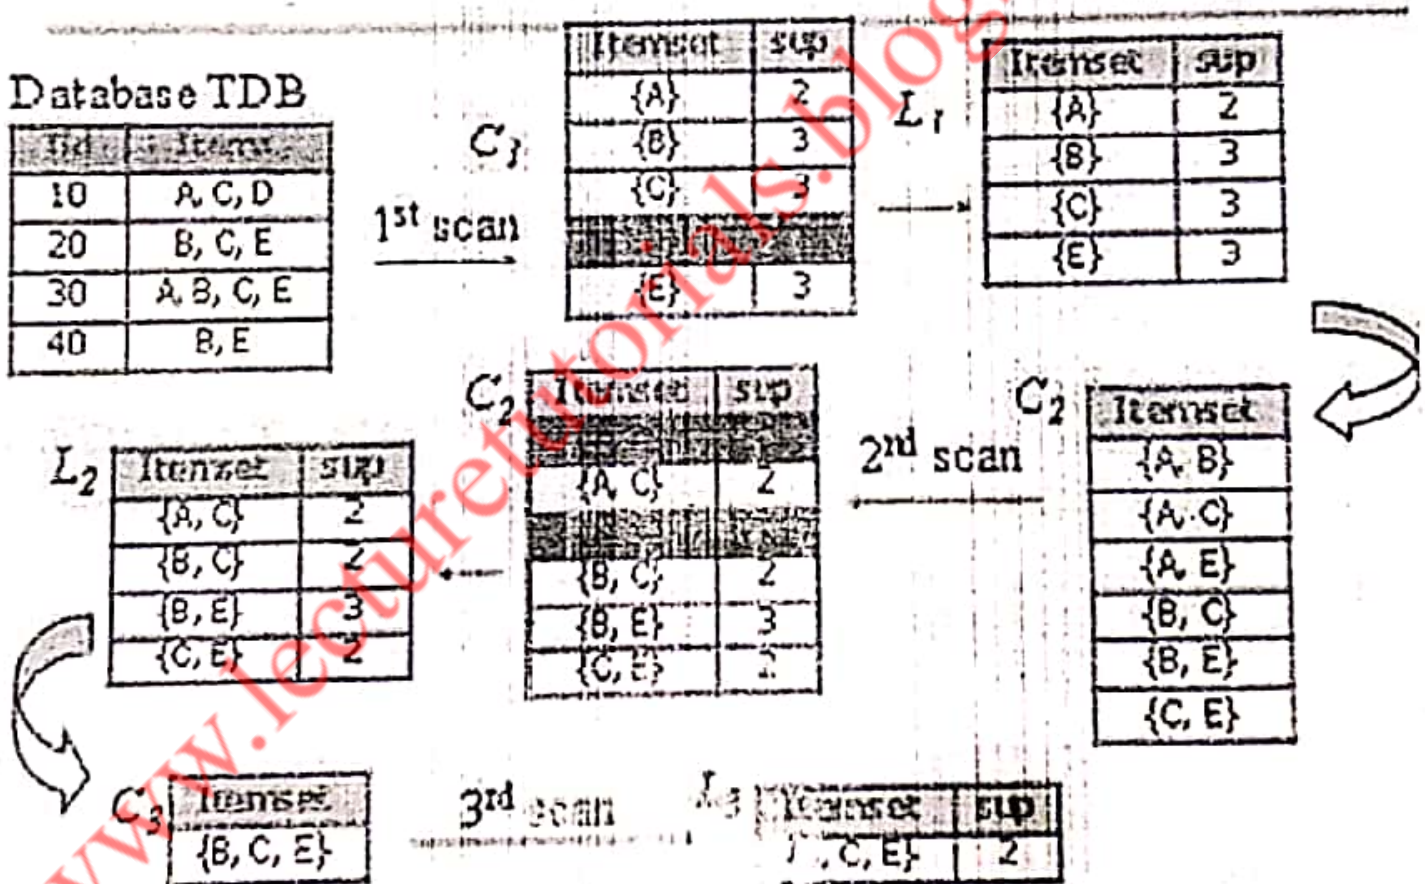 Database TDB
Tid Items
10 A, C, D
20 B, C, E
30 A, B, C, E
40 B, E
1st scan
C1
Itemset sup
{A} 2
{B} 3
{C} 3
{E} 3
L1
Itemset sup
{A} 2
{B} 3
{C} 3
{E} 3
C2
Itemset
{A, B}
{A, C}
{A, E}
{B, C}
{B, E}
{C, E}
2nd scan
C2
Itemset sup
{A, C} 2
{B, C} 2
{B, E} 3
{C, E} 2
L2
Itemset sup
{A, C} 2
{B, C} 2
{B, E} 3
{C, E} 2
C3
Itemset
{B, C, E}
3rd scan
L3
Itemset sup
, C, E} 2
www.lecturetutorials.blog